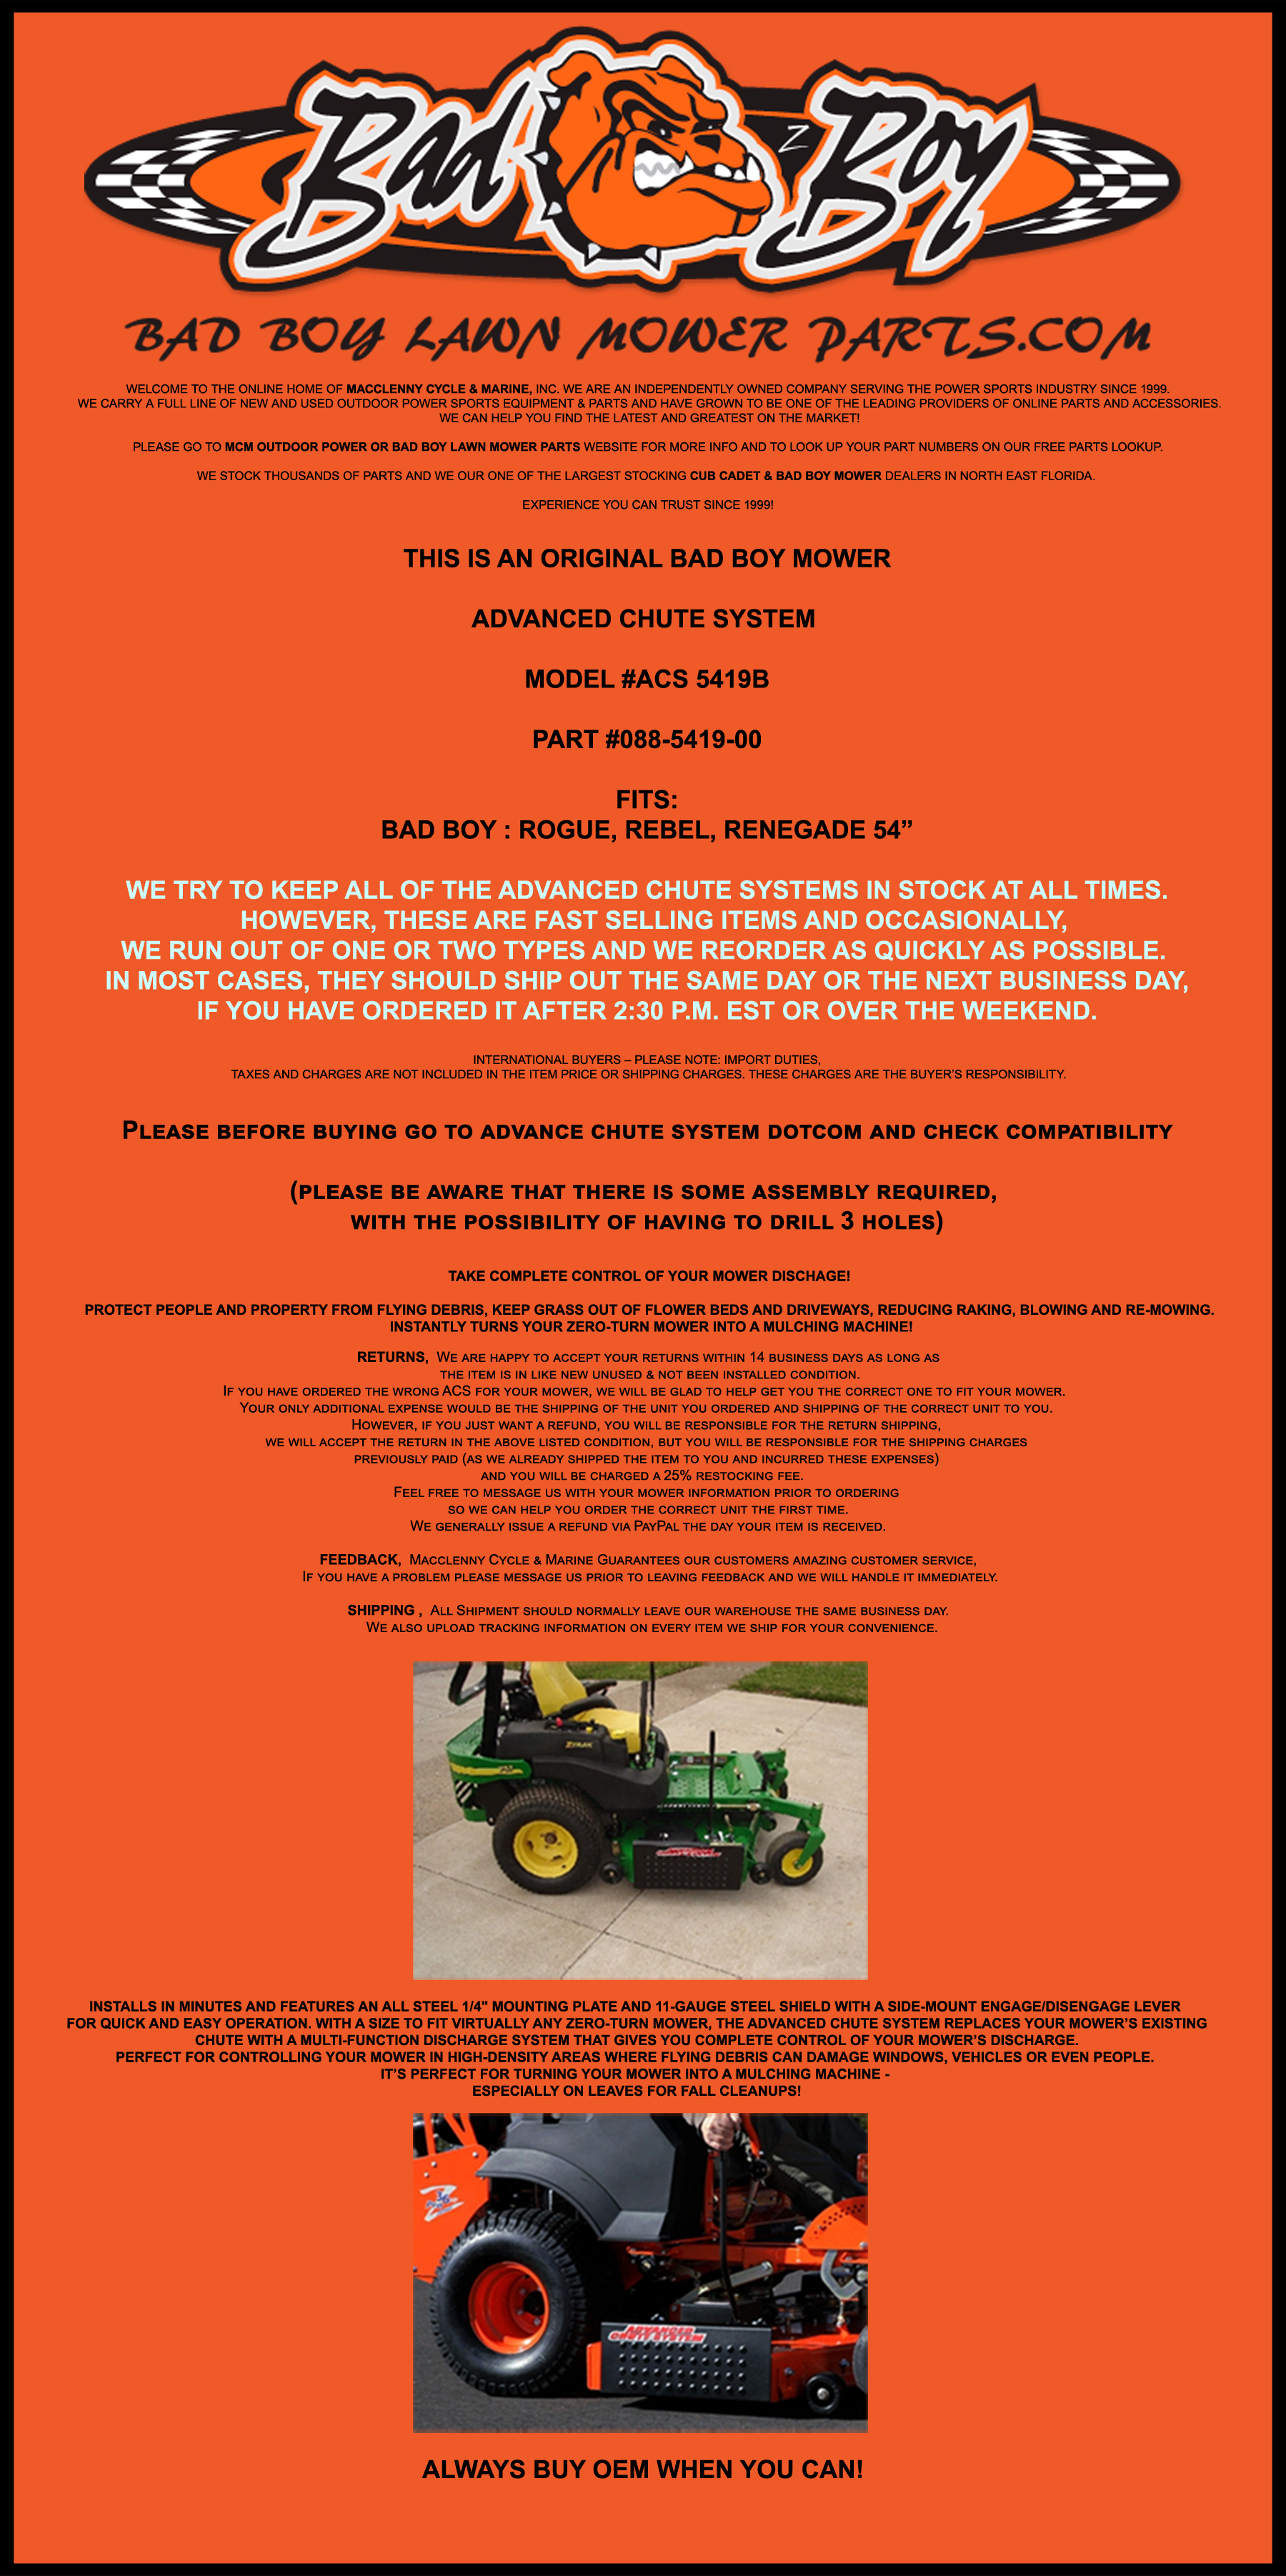 Bad Boy
Z
BAD BOY LAWN MOWER PARTS.COM
WELCOME TO THE ONLINE HOME OF MACCLENNY CYCLE & MARINE, INC. WE ARE AN INDEPENDENTLY OWNED COMPANY SERVING THE POWER SPORTS INDUSTRY SINCE 1999.
WE CARRY A FULL LINE OF NEW AND USED OUTDOOR POWER SPORTS EQUIPMENT & PARTS AND HAVE GROWN TO BE ONE OF THE LEADING PROVIDERS OF ONLINE PARTS AND ACCESSORIES.
WE CAN HELP YOU FIND THE LATEST AND GREATEST ON THE MARKET!
PLEASE GO TO MCM OUTDOOR POWER OR BAD BOY LAWN MOWER PARTS WEBSITE FOR MORE INFO AND TO LOOK UP YOUR PART NUMBERS ON OUR FREE PARTS LOOKUP.
WE STOCK THOUSANDS OF PARTS AND WE OUR ONE OF THE LARGEST STOCKING CUB CADET & BAD BOY MOWER DEALERS IN NORTH EAST FLORIDA.
EXPERIENCE YOU CAN TRUST SINCE 1999!
THIS IS AN ORIGINAL BAD BOY MOWER
ADVANCED CHUTE SYSTEM
MODEL #ACS 5419B
PART #088-5419-00
FITS:
BAD BOY : ROGUE, REBEL, RENEGADE 54”
WE TRY TO KEEP ALL OF THE ADVANCED CHUTE SYSTEMS IN STOCK AT ALL TIMES.
HOWEVER, THESE ARE FAST SELLING ITEMS AND OCCASIONALLY,
WE RUN OUT OF ONE OR TWO TYPES AND WE REORDER AS QUICKLY AS POSSIBLE.
IN MOST CASES, THEY SHOULD SHIP OUT THE SAME DAY OR THE NEXT BUSINESS DAY,
IF YOU HAVE ORDERED IT AFTER 2:30 P.M. EST OR OVER THE WEEKEND.
INTERNATIONAL BUYERS – PLEASE NOTE: IMPORT DUTIES,
TAXES AND CHARGES ARE NOT INCLUDED IN THE ITEM PRICE OR SHIPPING CHARGES. THESE CHARGES ARE THE BUYER’S RESPONSIBILITY.
PLEASE BEFORE BUYING GO TO ADVANCE CHUTE SYSTEM DOTCOM AND CHECK COMPATIBILITY
(PLEASE BE AWARE THAT THERE IS SOME ASSEMBLY REQUIRED,
WITH THE POSSIBILITY OF HAVING TO DRILL 3 HOLES)
TAKE COMPLETE CONTROL OF YOUR MOWER DISCHAGE!
PROTECT PEOPLE AND PROPERTY FROM FLYING DEBRIS, KEEP GRASS OUT OF FLOWER BEDS AND DRIVEWAYS, REDUCING RAKING, BLOWING AND RE-MOWING.
INSTANTLY TURNS YOUR ZERO-TURN MOWER INTO A MULCHING MACHINE!
RETURNS, WE ARE HAPPY TO ACCEPT YOUR RETURNS WITHIN 14 BUSINESS DAYS AS LONG AS
THE ITEM IS IN LIKE NEW UNUSED & NOT BEEN INSTALLED CONDITION.
IF YOU HAVE ORDERED THE WRONG ACS FOR YOUR MOWER, WE WILL BE GLAD TO HELP GET YOU THE CORRECT ONE TO FIT YOUR MOWER.
YOUR ONLY ADDITIONAL EXPENSE WOULD BE THE SHIPPING OF THE UNIT YOU ORDERED AND SHIPPING OF THE CORRECT UNIT TO YOU.
HOWEVER, IF YOU JUST WANT A REFUND, YOU WILL BE RESPONSIBLE FOR THE RETURN SHIPPING,
WE WILL ACCEPT THE RETURN IN THE ABOVE LISTED CONDITION, BUT YOU WILL BE RESPONSIBLE FOR THE SHIPPING CHARGES
PREVIOUSLY PAID (AS WE ALREADY SHIPPED THE ITEM TO YOU AND INCURRED THESE EXPENSES)
AND YOU WILL BE CHARGED A 25% RESTOCKING FEE.
FEEL FREE TO MESSAGE US WITH YOUR MOWER INFORMATION PRIOR TO ORDERING
SO WE CAN HELP YOU ORDER THE CORRECT UNIT THE FIRST TIME.
WE GENERALLY ISSUE A REFUND VIA PAYPAL THE DAY YOUR ITEM IS RECEIVED.
FEEDBACK, MACCLENNY CYCLE & MARINE GUARANTEES OUR CUSTOMERS AMAZING CUSTOMER SERVICE,
IF YOU HAVE A PROBLEM PLEASE MESSAGE US PRIOR TO LEAVING FEEDBACK AND WE WILL HANDLE IT IMMEDIATELY.
SHIPPING , ALL SHIPMENT SHOULD NORMALLY LEAVE OUR WAREHOUSE THE SAME BUSINESS DAY.
WE ALSO UPLOAD TRACKING INFORMATION ON EVERY ITEM WE SHIP FOR YOUR CONVENIENCE.
ZTRAK
INSTALLS IN MINUTES AND FEATURES AN ALL STEEL 1/4" MOUNTING PLATE AND 11-GAUGE STEEL SHIELD WITH A SIDE-MOUNT ENGAGE/DISENGAGE LEVER
FOR QUICK AND EASY OPERATION. WITH A SIZE TO FIT VIRTUALLY ANY ZERO-TURN MOWER, THE ADVANCED CHUTE SYSTEM REPLACES YOUR MOWER’S EXISTING
CHUTE WITH A MULTI-FUNCTION DISCHARGE SYSTEM THAT GIVES YOU COMPLETE CONTROL OF YOUR MOWER’S DISCHARGE.
PERFECT FOR CONTROLLING YOUR MOWER IN HIGH-DENSITY AREAS WHERE FLYING DEBRIS CAN DAMAGE WINDOWS, VEHICLES OR EVEN PEOPLE.
IT’S PERFECT FOR TURNING YOUR MOWER INTO A MULCHING MACHINE -
ESPECIALLY ON LEAVES FOR FALL CLEANUPS!
ADVANCED
CHUTE SYSTEM
ALWAYS BUY OEM WHEN YOU CAN!